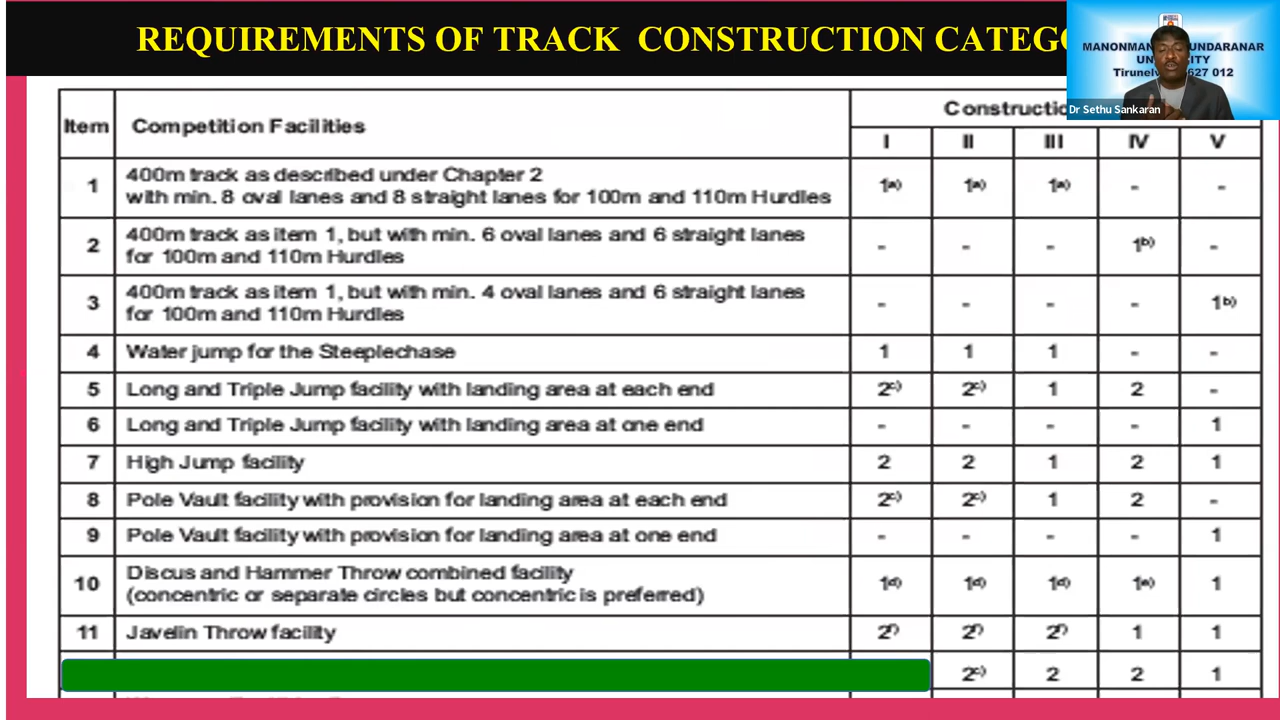 REQUIREMENTS OF TRACK CONSTRUCTION
MANONMAN UNDARANAR
UN CITY
Tirunelv 627 012
Dr Sethu Sankaran
Item Competition Facilities
I II III IV V
1 400m track as described under Chapter 2
with min. 8 oval lanes and 8 straight lanes for 100m and 110m Hurdles 1a) 1a) 1a) - -
2 400m track as item 1, but with min. 6 oval lanes and 6 straight lanes
for 100m and 110m Hurdles - - - 1b) -
3 400m track as item 1, but with min. 4 oval lanes and 6 straight lanes
for 100m and 110m Hurdles - - - - 1b)
4 Water jump for the Steeplechase 1 1 1 - -
5 Long and Triple Jump facility with landing area at each end 2c) 2c) 1 2 -
6 Long and Triple Jump facility with landing area at one end - - - - 1
7 High Jump facility 2 2 1 2 1
8 Pole Vault facility with provision for landing area at each end 2c) 2c) 1 2 -
9 Pole Vault facility with provision for landing area at one end - - - - 1
10 Discus and Hammer Throw combined facility
(concentric or separate circles but concentric is preferred) 1d) 1d) 1d) 1e) 1
11 Javelin Throw facility 2f) 2f) 2f) 1 1
2c) 2 2 1